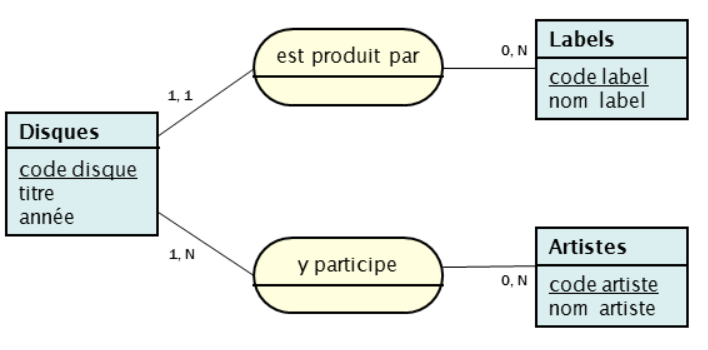 est produit par
0, N
Labels
code label
nom label
1, 1
Disques
code disque
titre
année
1, N
y participe
0, N
Artistes
code artiste
nom artiste